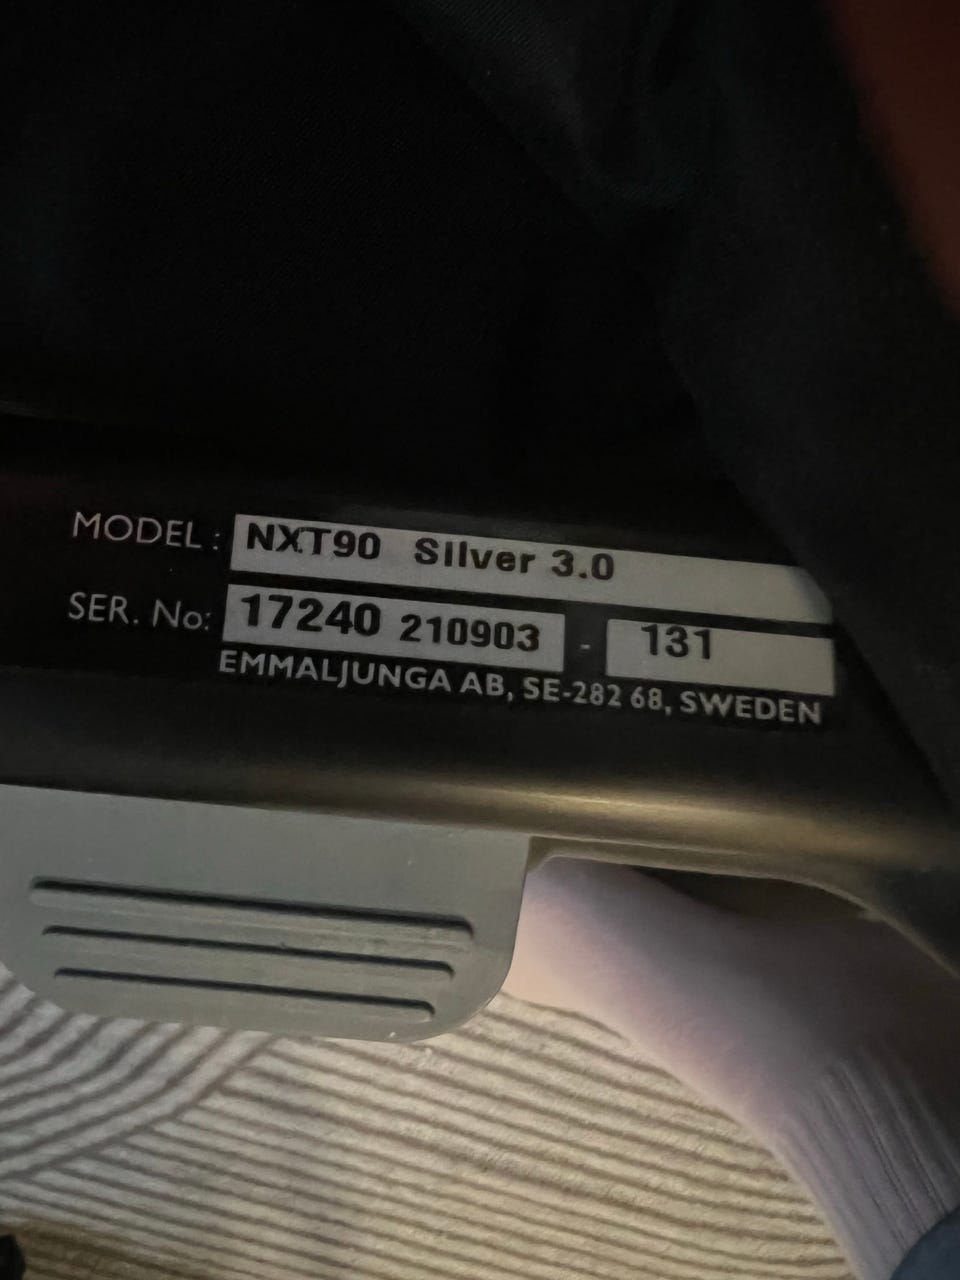 MODEL : NXT90 Silver 3.0
SER. No: 17240 210903 - 131
EMMALJUNGA AB, SE-282 68, SWEDEN